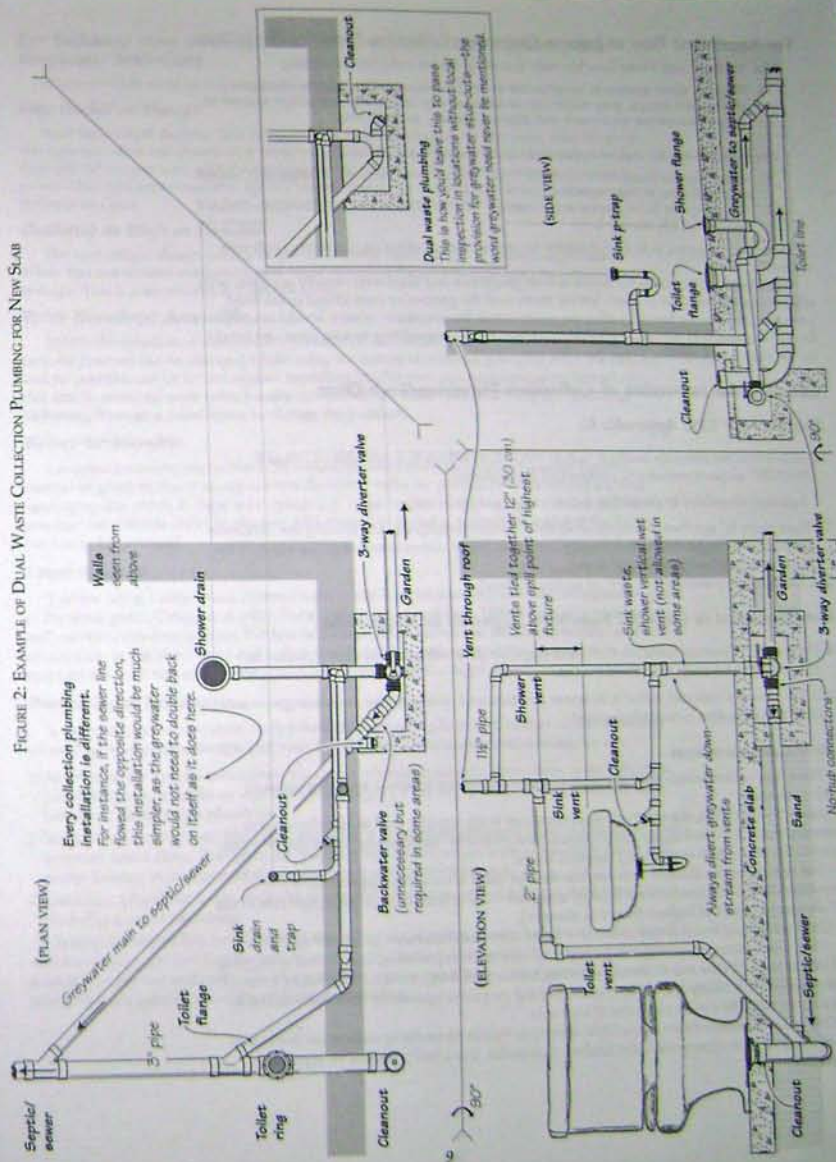 FIGURE 2: EXAMPLE OF DUAL WASTE COLLECTION PLUMBING FOR NEW SLAB
(PLAN VIEW)
Septic/
sewer
Greywater main to septic/sewer
3" pipe
Toilet
flange
Toilet
ring
Cleanout
Every collection plumbing
installation is different.
For instance, if the sewer line
flowed the opposite direction,
this installation would be much
simpler, as the greywater
would not need to double back
on itself as it does here.
Walls
seen from
above
Shower drain
Cleanout
Sink
drain
and
trap
3-way diverter valve
Garden
Backwater valve
(unnecessary but
required in some areas)
Cleanout
Dual waste plumbing
This is how you'd leave this to pass
inspection in locations without local
provision for greywater stub-outs—the
word greywater need never be mentioned.
90°
9
(ELEVATION VIEW)
Vent through roof
1½" pipe
2" pipe
Toilet
vent
Sink
vent
Shower
vent
Vents tied together 12" (30 cm)
above spill point of highest
fixture
Sink waste,
shower vertical wet
vent (not allowed in
some areas)
Cleanout
Always divert greywater down
stream from vents
Concrete slab
Garden
Sand
3-way diverter valve
No-hub connectors
Septic/sewer
Cleanout
90°
(SIDE VIEW)
Sink p-trap
Toilet
flange
Shower flange
Cleanout
Greywater to septic/sewer
Toilet line